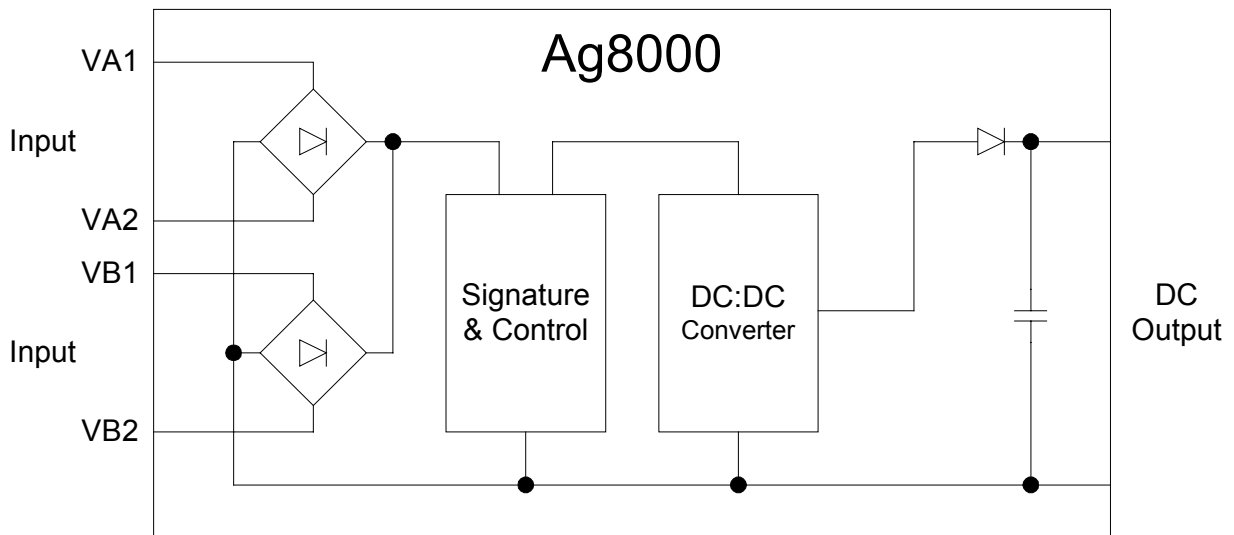 Ag8000
VA1
Input
VA2
VB1
Input
VB2
Signature
& Control
DC:DC
Converter
DC
Output